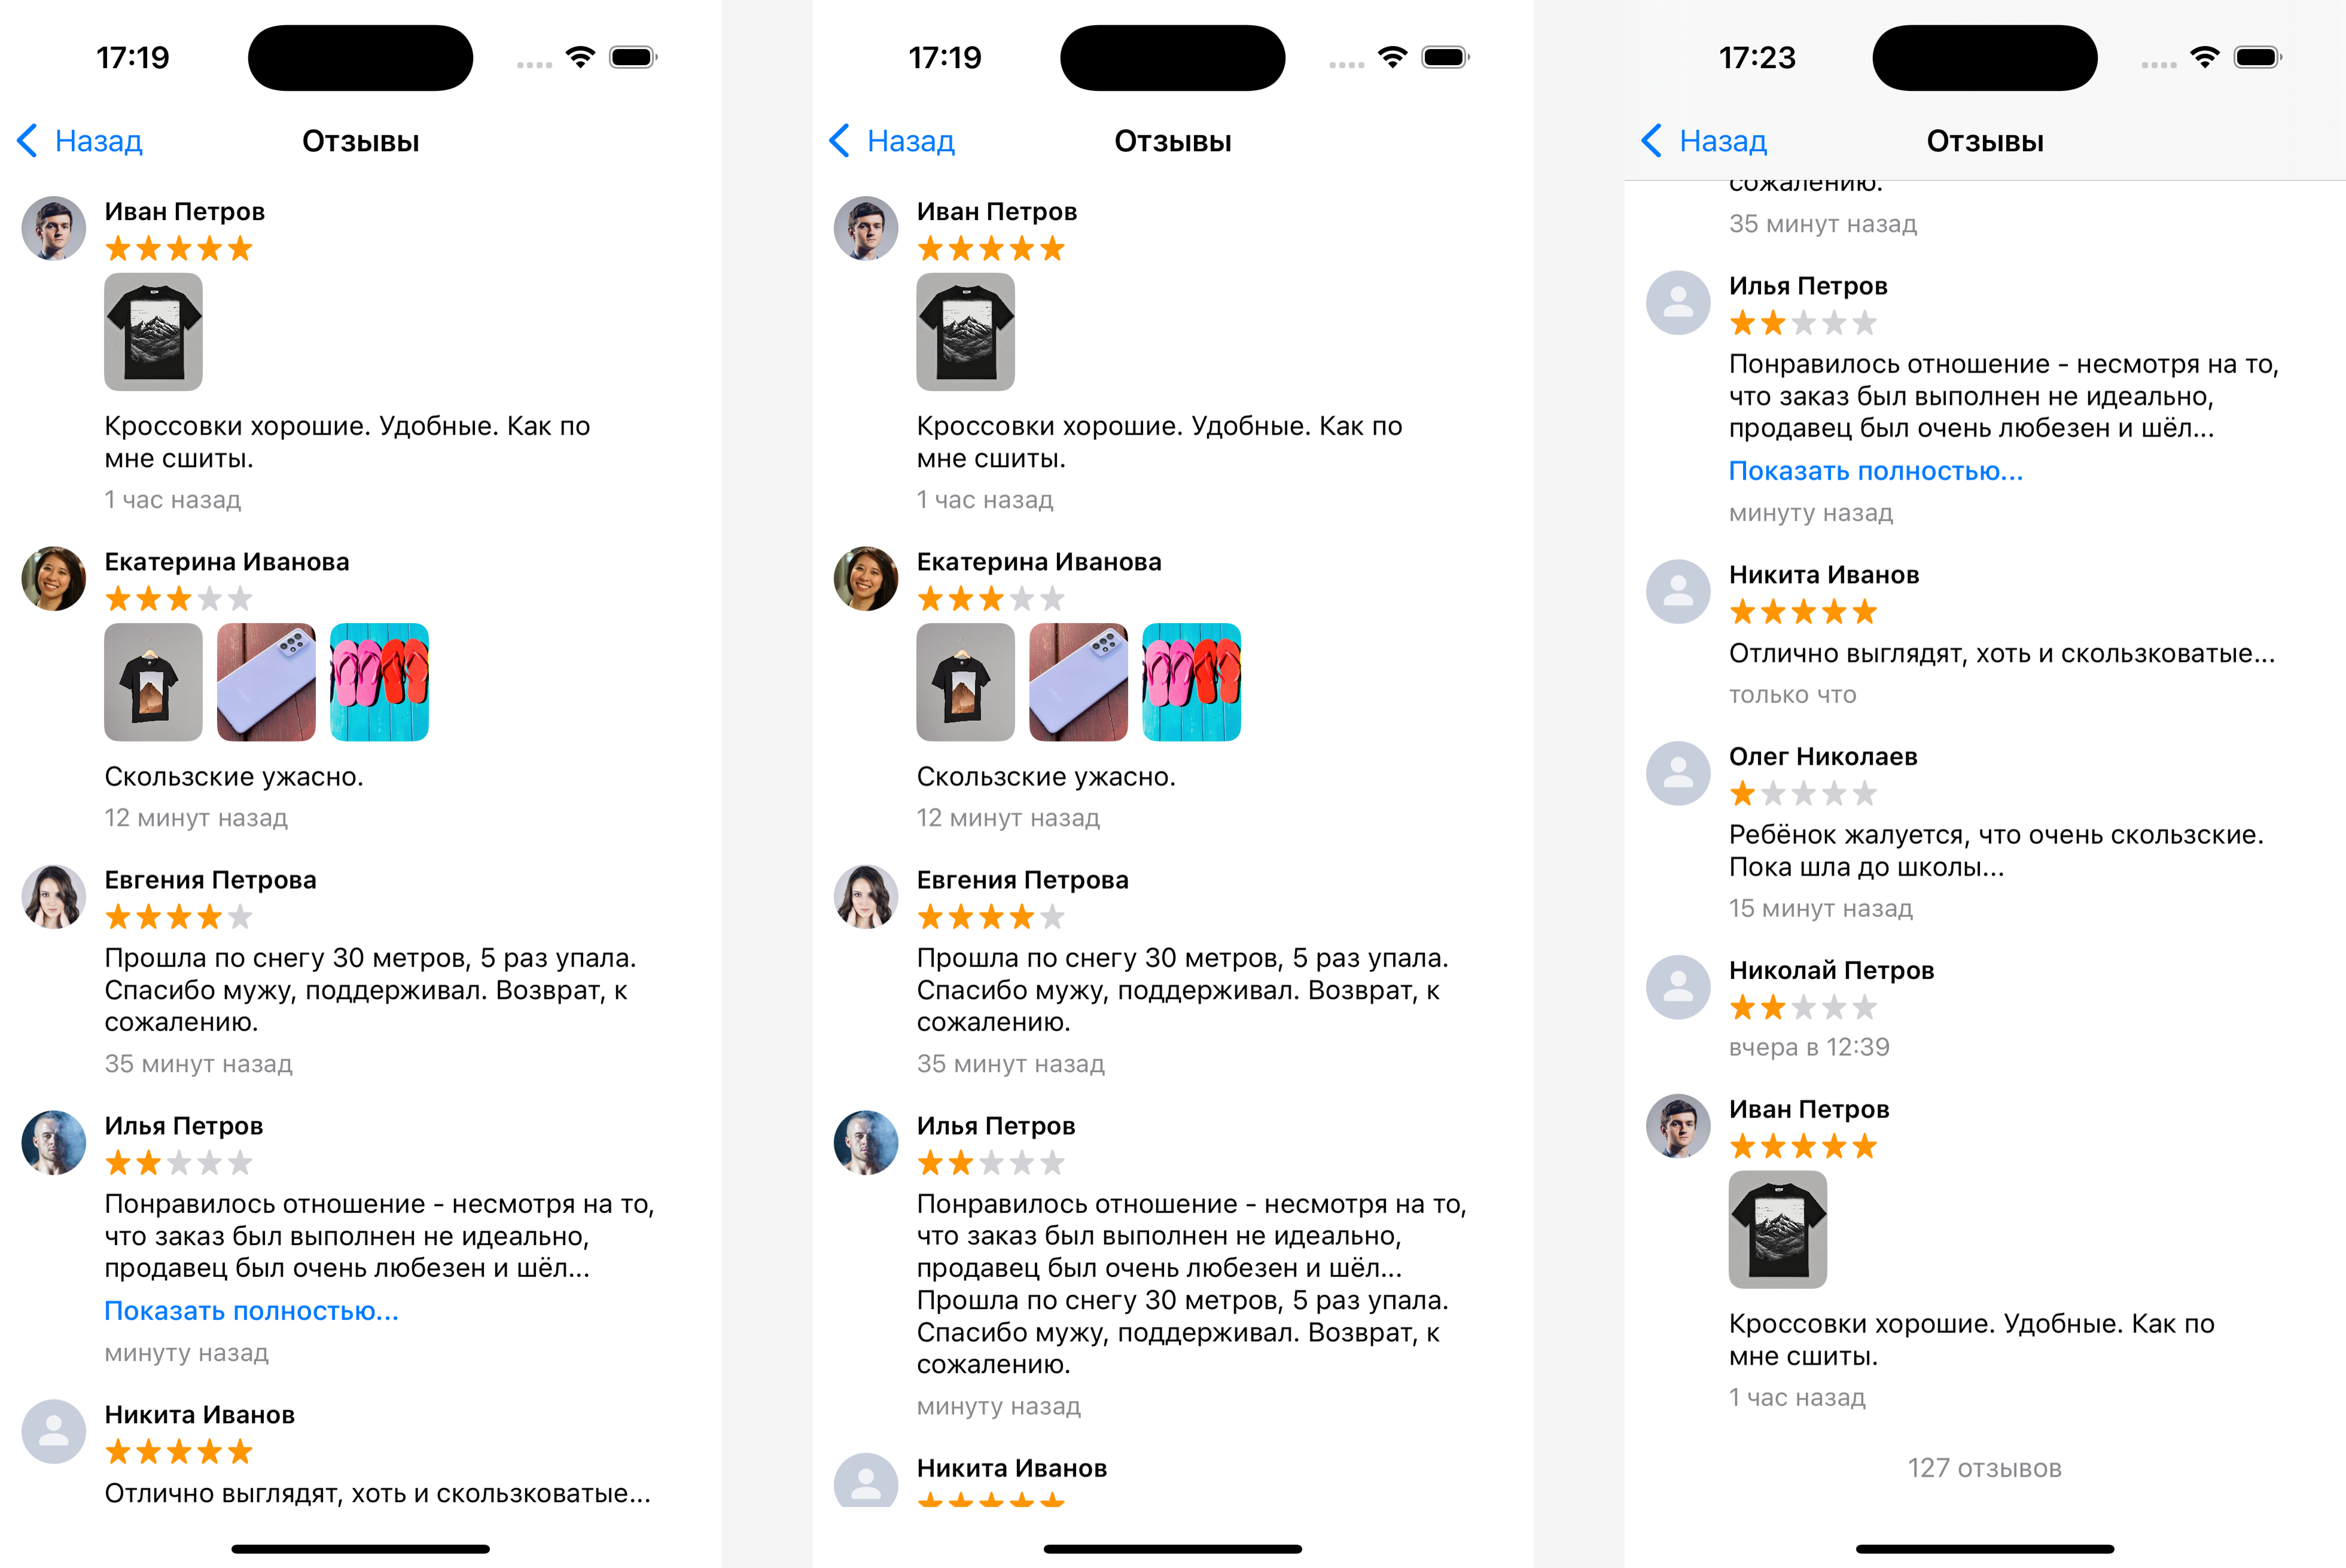 17:19
Назад
Отзывы
Иван Петров
Кроссовки хорошие. Удобные. Как по
мне сшиты.
1 час назад
Екатерина Иванова
Скользские ужасно.
12 минут назад
Евгения Петрова
Прошла по снегу 30 метров, 5 раз упала.
Спасибо мужу, поддерживал. Возврат, к
сожалению.
35 минут назад
Илья Петров
Понравилось отношение - несмотря на то,
что заказ был выполнен не идеально,
продавец был очень любезен и шёл...
Показать полностью...
минуту назад
Никита Иванов
Отлично выглядят, хоть и скользковатые...
17:19
Назад
Отзывы
Иван Петров
Кроссовки хорошие. Удобные. Как по
мне сшиты.
1 час назад
Екатерина Иванова
Скользские ужасно.
12 минут назад
Евгения Петрова
Прошла по снегу 30 метров, 5 раз упала.
Спасибо мужу, поддерживал. Возврат, к
сожалению.
35 минут назад
Илья Петров
Понравилось отношение - несмотря на то,
что заказ был выполнен не идеально,
продавец был очень любезен и шёл...
Прошла по снегу 30 метров, 5 раз упала.
Спасибо мужу, поддерживал. Возврат, к
сожалению.
минуту назад
Никита Иванов
17:23
Назад
Отзывы
сожалению.
35 минут назад
Илья Петров
Понравилось отношение - несмотря на то,
что заказ был выполнен не идеально,
продавец был очень любезен и шёл...
Показать полностью...
минуту назад
Никита Иванов
Отлично выглядят, хоть и скользковатые...
только что
Олег Николаев
Ребёнок жалуется, что очень скользские.
Пока шла до школы...
15 минут назад
Николай Петров
вчера в 12:39
Иван Петров
Кроссовки хорошие. Удобные. Как по
мне сшиты.
1 час назад
127 отзывов